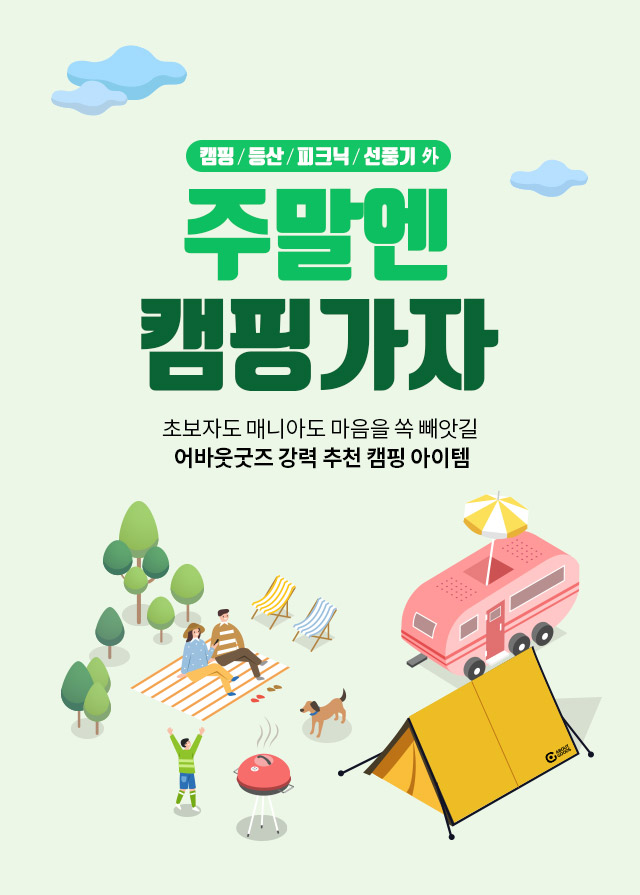 캠핑/등산/피크닉/선풍기 外
주말엔
캠핑가자
초보자도 매니아도 마음을 쏙 빼앗길
어바웃굿즈 강력 추천 캠핑 아이템
ABOUT
GOODS